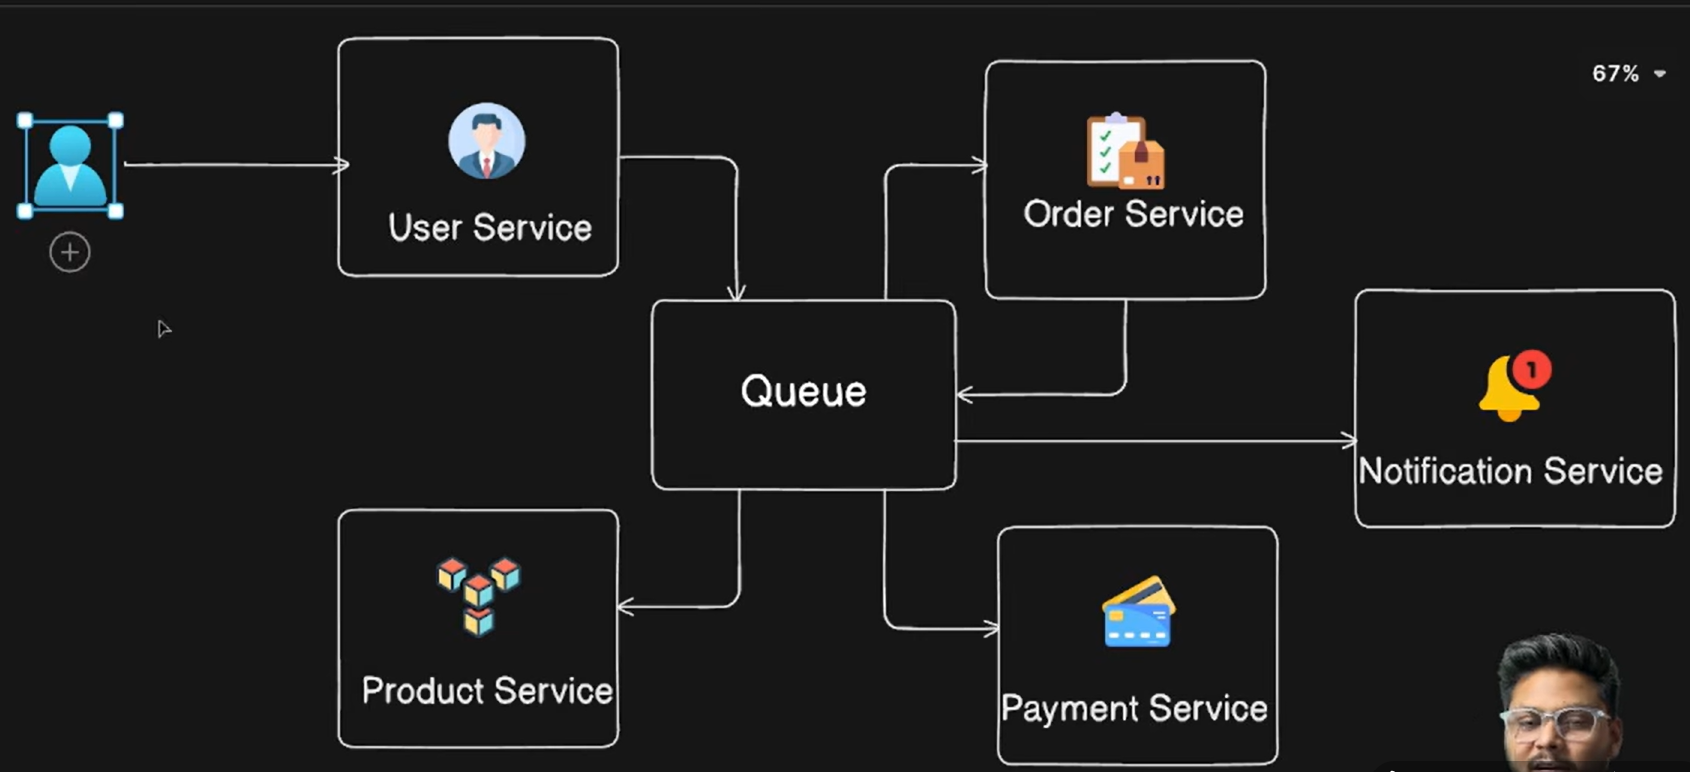 67%
User Service
Order Service
Queue
1
Notification Service
Product Service
Payment Service